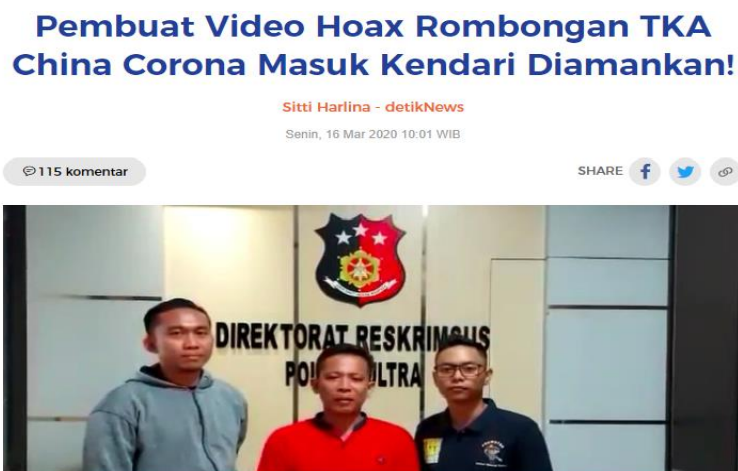 Pembuat Video Hoax Rombongan TKA
China Corona Masuk Kendari Diamankan!
Sitti Harlina - detikNews
Senin, 16 Mar 2020 10:01 WIB
115 komentar
SHARE
DIREKTORAT RESKRIMSUS